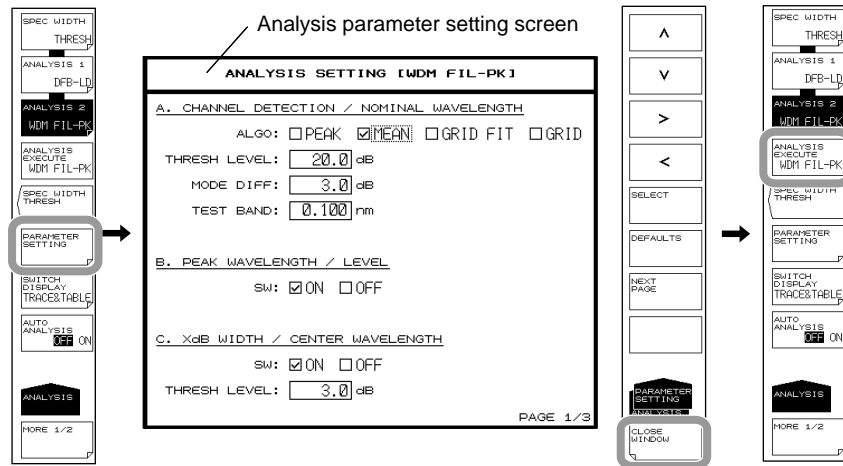 Analysis parameter setting screen
SPEC WIDTH
THRESH
ANALYSIS 1
DFB-LD
ANALYSIS 2
WDM FIL-PK
ANALYSIS
EXECUTE
WDM FIL-PK
SPEC WIDTH
THRESH
PARAMETER
SETTING
SWITCH
DISPLAY
TRACE&TABLE
AUTO
ANALYSIS
OFF ON
ANALYSIS
MORE 1/2
ANALYSIS SETTING [WDM FIL-PK]
A. CHANNEL DETECTION / NOMINAL WAVELENGTH
ALGO: □PEAK ☑MEAN □GRID FIT □GRID
THRESH LEVEL: 20.0 dB
MODE DIFF: 3.0 dB
TEST BAND: 0.100 nm
B. PEAK WAVELENGTH / LEVEL
SW: ☑ON □OFF
C. XdB WIDTH / CENTER WAVELENGTH
SW: ☑ON □OFF
THRESH LEVEL: 3.0 dB
PAGE 1/3
SELECT
DEFAULTS
NEXT
PAGE
PARAMETER
SETTING
ANALYSIS
CLOSE
WINDOW
SPEC WIDTH
THRESH
ANALYSIS 1
DFB-LD
ANALYSIS 2
WDM FIL-PK
ANALYSIS
EXECUTE
WDM FIL-PK
SPEC WIDTH
THRESH
PARAMETER
SETTING
SWITCH
DISPLAY
TRACE&TABLE
AUTO
ANALYSIS
OFF ON
ANALYSIS
MORE 1/2